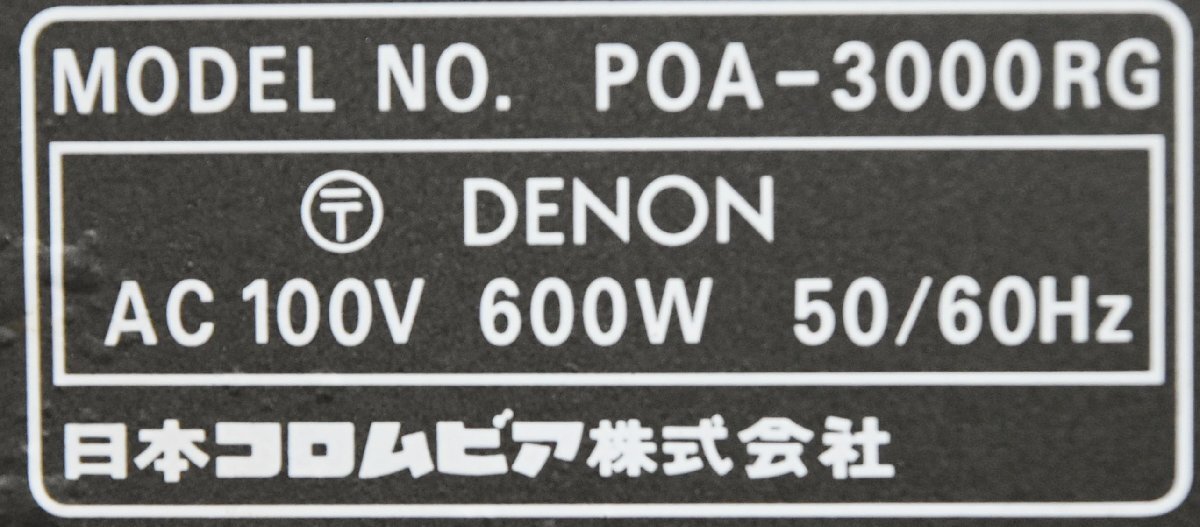 MODEL NO. POA-3000RG
〶 DENON
AC 100V 600W 50/60Hz
日本コロムビア株式会社